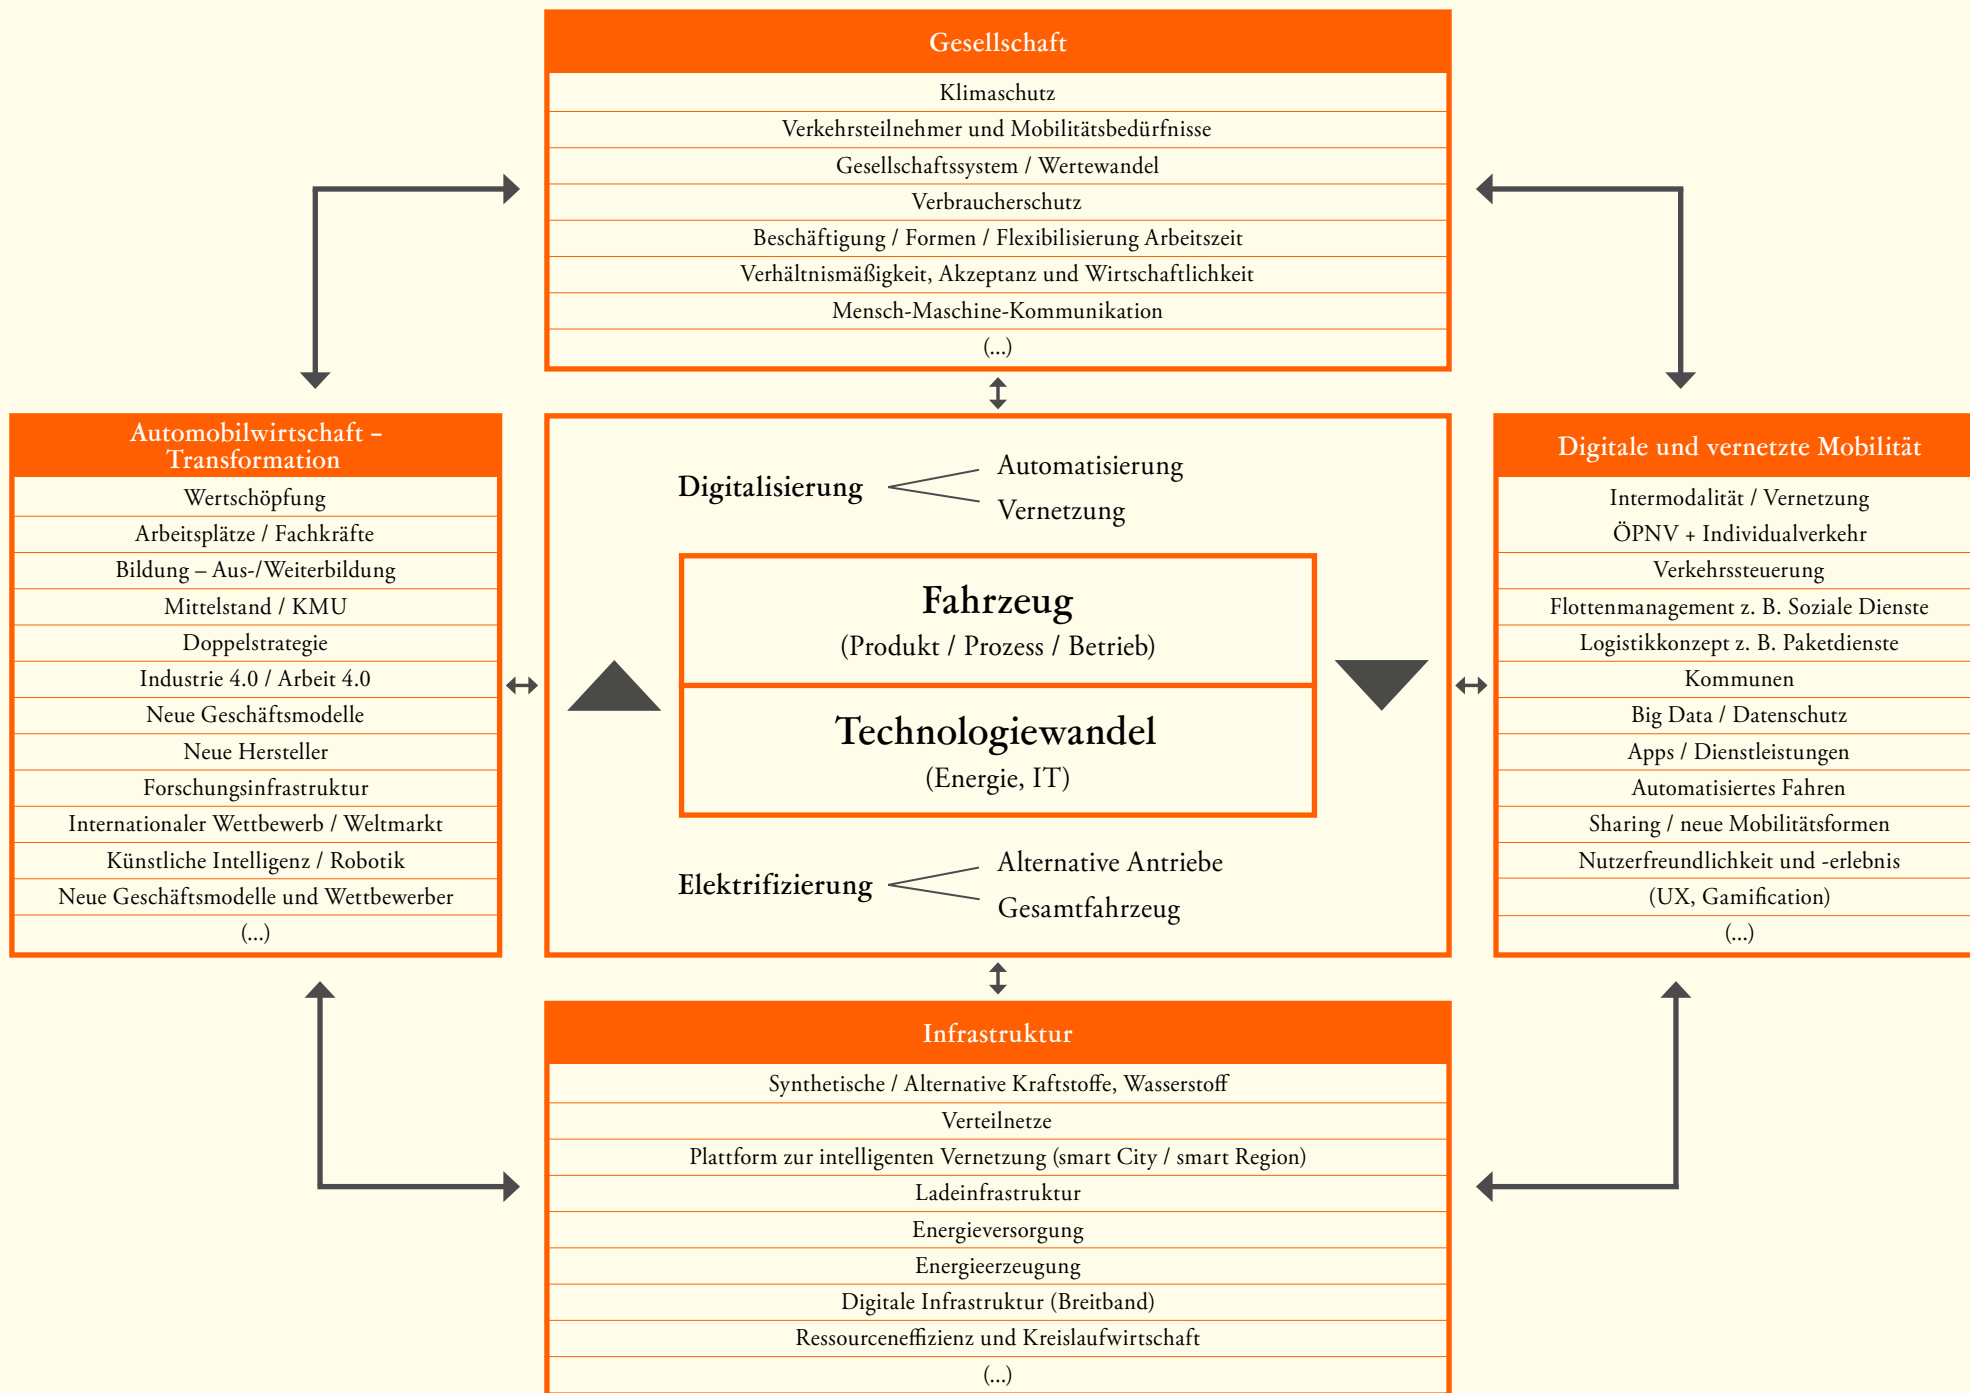 Gesellschaft
Klimaschutz
Verkehrsteilnehmer und Mobilitätsbedürfnisse
Gesellschaftssystem / Wertewandel
Verbraucherschutz
Beschäftigung / Formen / Flexibilisierung Arbeitszeit
Verhältnismäßigkeit, Akzeptanz und Wirtschaftlichkeit
Mensch-Maschine-Kommunikation
(...)
Automobilwirtschaft –
Transformation
Wertschöpfung
Arbeitsplätze / Fachkräfte
Bildung – Aus-/Weiterbildung
Mittelstand / KMU
Doppelstrategie
Industrie 4.0 / Arbeit 4.0
Neue Geschäftsmodelle
Neue Hersteller
Forschungsinfrastruktur
Internationaler Wettbewerb / Weltmarkt
Künstliche Intelligenz / Robotik
Neue Geschäftsmodelle und Wettbewerber
(...)
Digitalisierung
Automatisierung
Vernetzung
Fahrzeug
(Produkt / Prozess / Betrieb)
Technologiewandel
(Energie, IT)
Elektrifizierung
Alternative Antriebe
Gesamtfahrzeug
Digitale und vernetzte Mobilität
Intermodalität / Vernetzung
ÖPNV + Individualverkehr
Verkehrssteuerung
Flottenmanagement z. B. Soziale Dienste
Logistikkonzept z. B. Paketdienste
Kommunen
Big Data / Datenschutz
Apps / Dienstleistungen
Automatisiertes Fahren
Sharing / neue Mobilitätsformen
Nutzerfreundlichkeit und -erlebnis
(UX, Gamification)
(...)
Infrastruktur
Synthetische / Alternative Kraftstoffe, Wasserstoff
Verteilnetze
Plattform zur intelligenten Vernetzung (smart City / smart Region)
Ladeinfrastruktur
Energieversorgung
Energieerzeugung
Digitale Infrastruktur (Breitband)
Ressourceneffizienz und Kreislaufwirtschaft
(...)